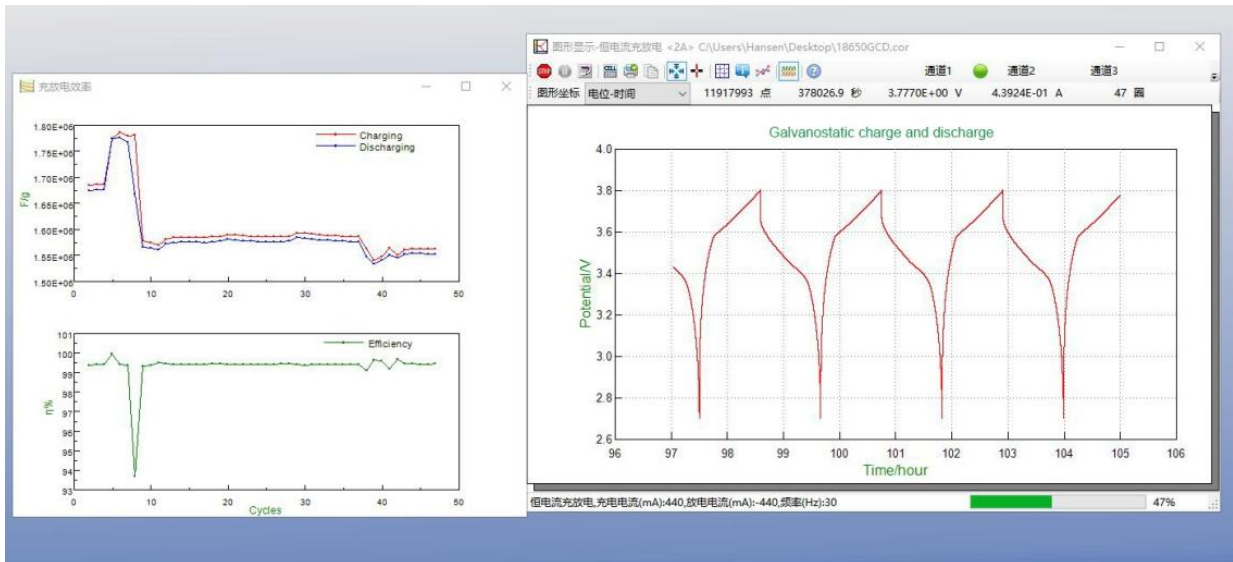 充放电效率
1.80E+06
1.75E+06
1.70E+06
1.65E+06
1.60E+06
1.55E+06
1.50E+06
F/g
Charging
Discharging
0 10 20 30 40 50
101
100
99
98
97
96
95
94
93
η%
Efficiency
0 10 20 30 40 50
Cycles
图形显示-恒电流充放电 <2A> C:\Users\Hansen\Desktop\18650GCD.cor
STOP
通道1 通道2 通道3
图形坐标 电位-时间 11917993 点 378026.9 秒 3.7770E+00 V 4.3924E-01 A 47 圈
Galvanostatic charge and discharge
4.0
3.8
3.6
3.4
3.2
3.0
2.8
2.6
Potential/V
96 97 98 99 100 101 102 103 104 105 106
Time/hour
恒电流充放电,充电电流(mA):440,放电电流(mA):-440,频率(Hz):30
47%